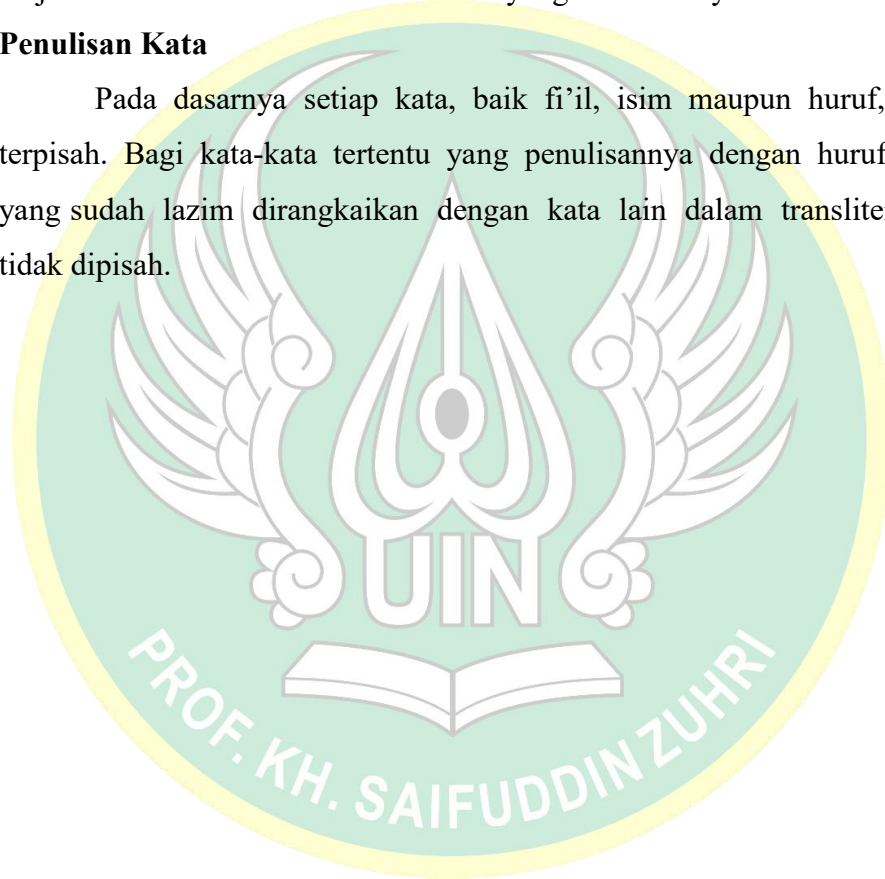 Penulisan Kata
Pada dasarnya setiap kata, baik fi’il, isim maupun huruf,
terpisah. Bagi kata-kata tertentu yang penulisannya dengan huruf
yang sudah lazim dirangkaikan dengan kata lain dalam
tidak dipisah.
UIN
PROF. KH. SAIFUDDIN ZUHRI